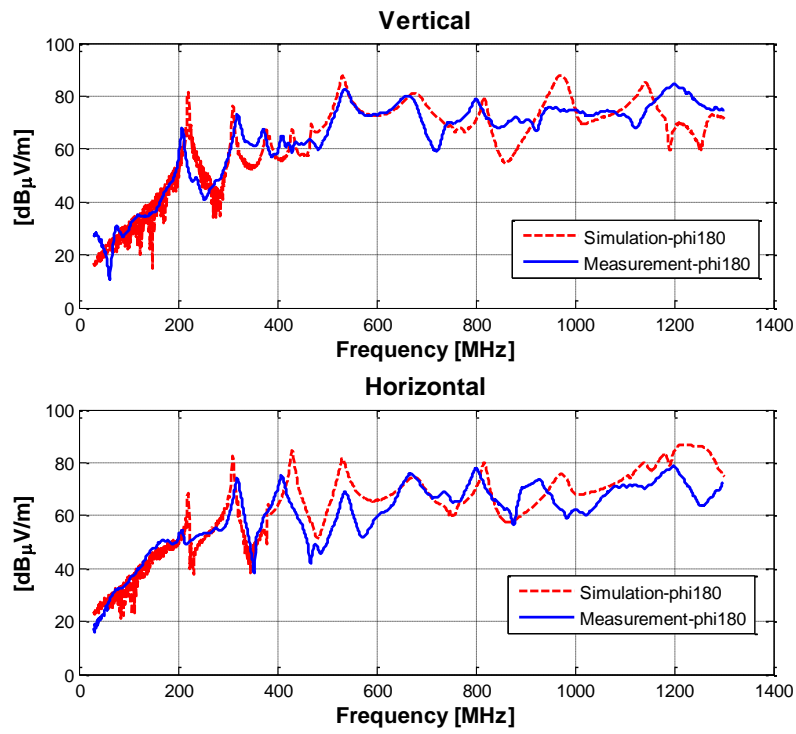 Vertical
100
80
60
40
20
0
[dBμV/m]
Simulation-phi180
Measurement-phi180
0 200 400 600 800 1000 1200 1400
Frequency [MHz]
Horizontal
100
80
60
40
20
0
[dBμV/m]
Simulation-phi180
Measurement-phi180
0 200 400 600 800 1000 1200 1400
Frequency [MHz]